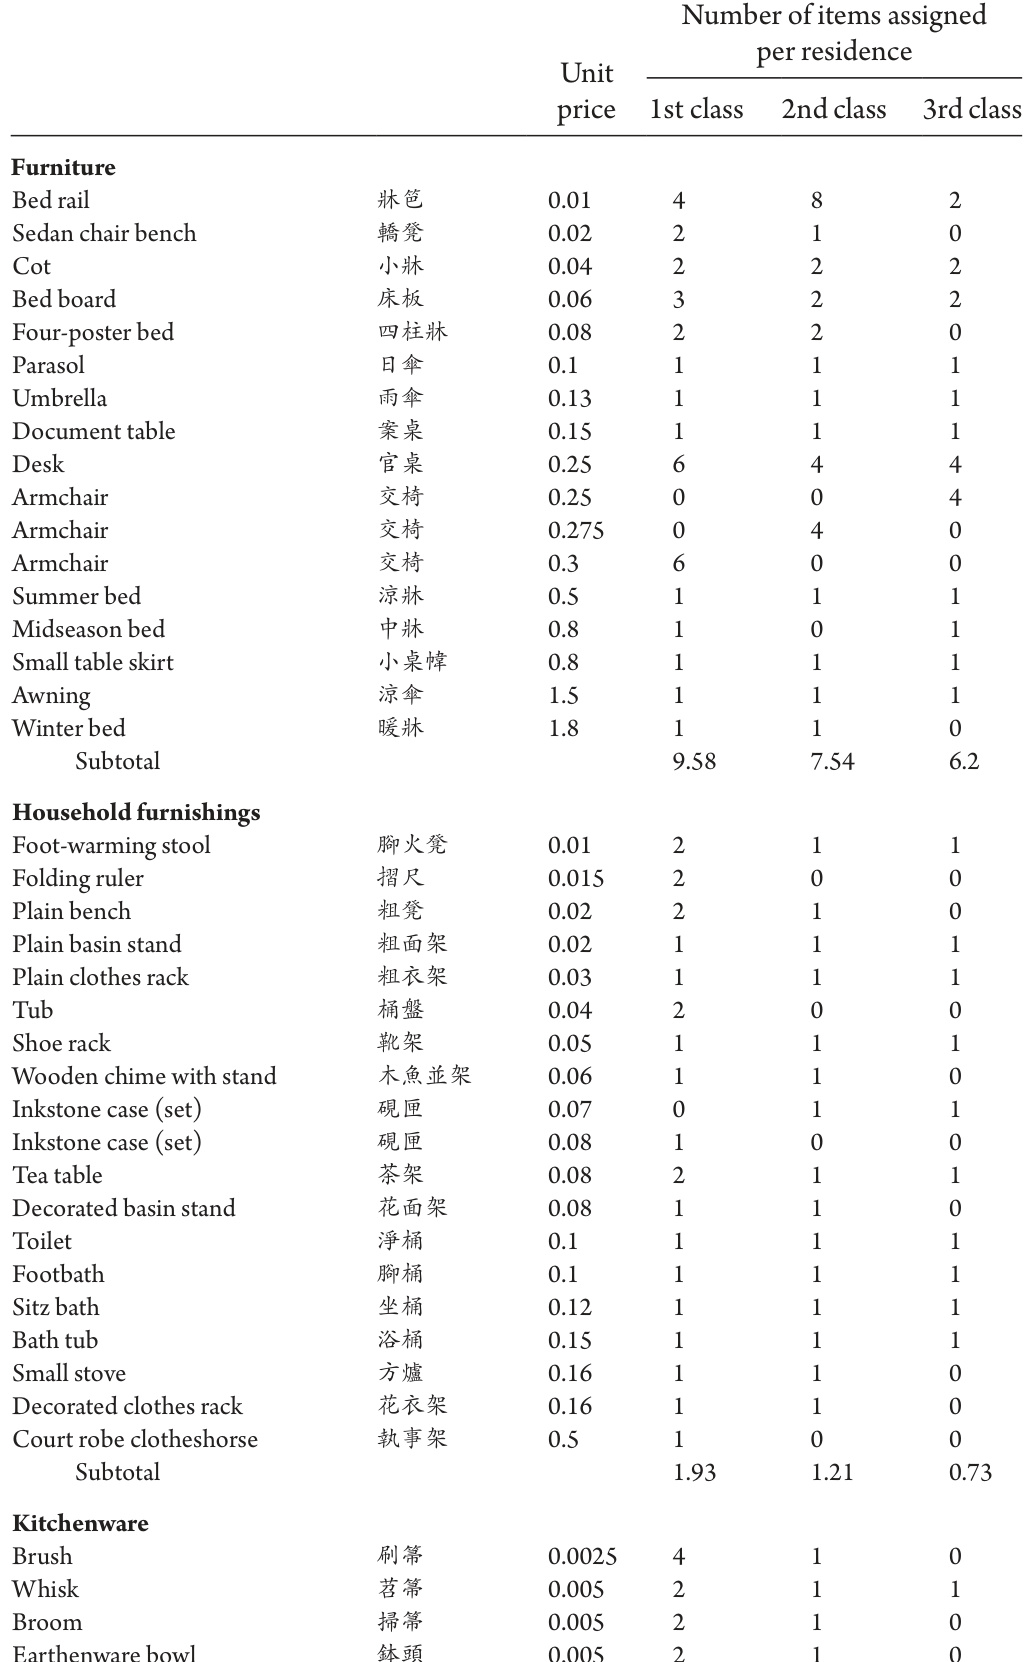 Number of items assigned
per residence
Unit
price 1st class 2nd class 3rd class
Furniture
Bed rail 牀笆 0.01 4 8 2
Sedan chair bench 轎凳 0.02 2 1 0
Cot 小牀 0.04 2 2 2
Bed board 床板 0.06 3 2 2
Four-poster bed 四柱牀 0.08 2 2 0
Parasol 日傘 0.1 1 1 1
Umbrella 雨傘 0.13 1 1 1
Document table 案桌 0.15 1 1 1
Desk 官桌 0.25 6 4 4
Armchair 交椅 0.25 0 0 4
Armchair 交椅 0.275 0 4 0
Armchair 交椅 0.3 6 0 0
Summer bed 涼牀 0.5 1 1 1
Midseason bed 中牀 0.8 1 0 1
Small table skirt 小桌幃 0.8 1 1 1
Awning 涼傘 1.5 1 1 1
Winter bed 暖牀 1.8 1 1 0
Subtotal 9.58 7.54 6.2
Household furnishings
Foot-warming stool 腳火凳 0.01 2 1 1
Folding ruler 摺尺 0.015 2 0 0
Plain bench 粗凳 0.02 2 1 0
Plain basin stand 粗面架 0.02 1 1 1
Plain clothes rack 粗衣架 0.03 1 1 1
Tub 桶盤 0.04 2 0 0
Shoe rack 靴架 0.05 1 1 1
Wooden chime with stand 木魚並架 0.06 1 1 0
Inkstone case (set) 硯匣 0.07 0 1 1
Inkstone case (set) 硯匣 0.08 1 0 0
Tea table 茶架 0.08 2 1 1
Decorated basin stand 花面架 0.08 1 1 0
Toilet 淨桶 0.1 1 1 1
Footbath 腳桶 0.1 1 1 1
Sitz bath 坐桶 0.12 1 1 1
Bath tub 浴桶 0.15 1 1 1
Small stove 方爐 0.16 1 1 0
Decorated clothes rack 花衣架 0.16 1 1 0
Court robe clotheshorse 執事架 0.5 1 0 0
Subtotal 1.93 1.21 0.73
Kitchenware
Brush 刷箒 0.0025 4 1 0
Whisk 苕箒 0.005 2 1 1
Broom 掃箒 0.005 2 1 0
Earthenware bowl 鉢頭 0.005 2 1 0